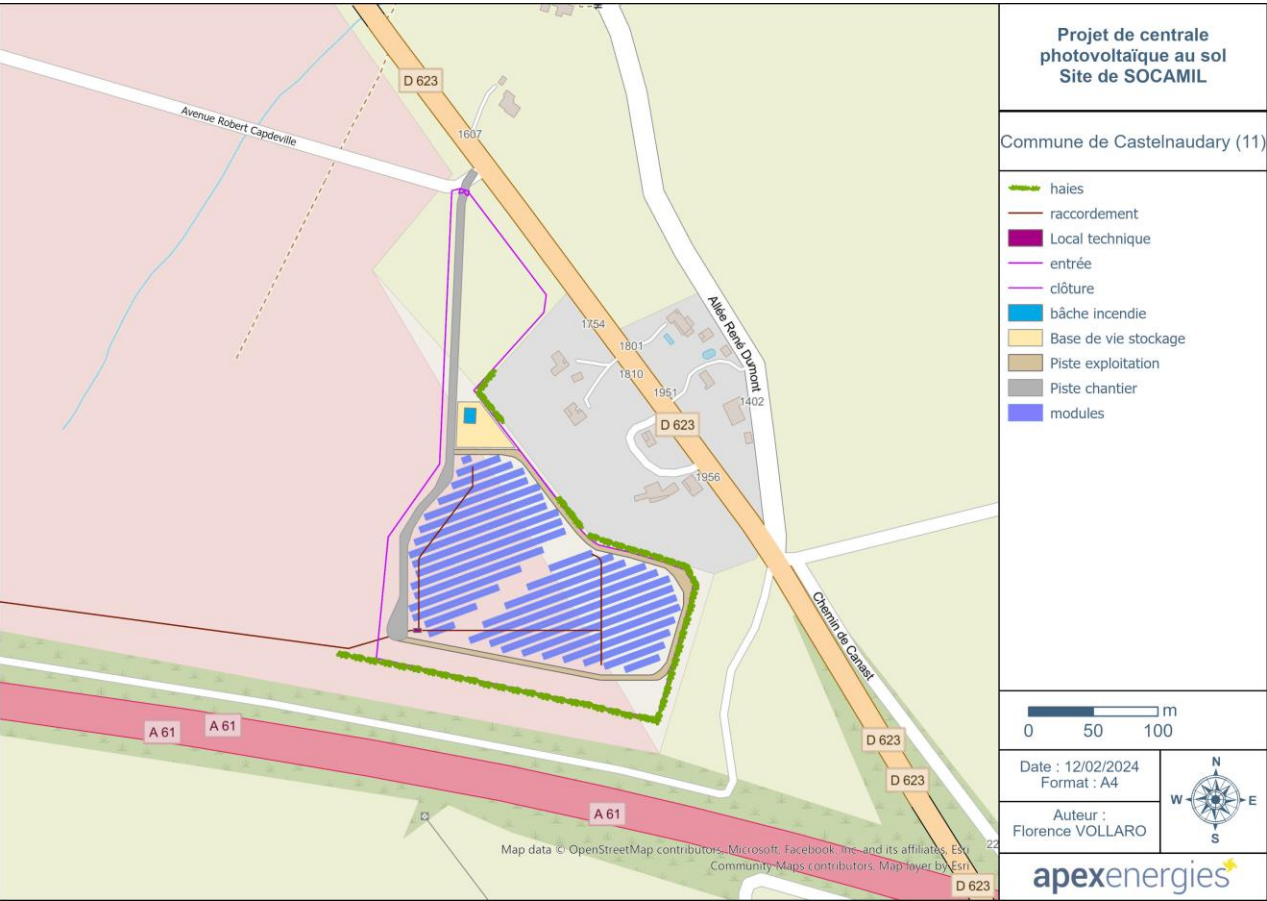 Projet de centrale
photovoltaïque au sol
Site de SOCAMIL
Commune de Castelnaudary (11)
haies
raccordement
Local technique
entrée
clôture
bâche incendie
Base de vie stockage
Piste exploitation
Piste chantier
modules
m
0 50 100
Date : 12/02/2024
Format : A4
Auteur :
Florence VOLLARO
N
W E
S
apexenergies
D 623
Avenue Robert Capdeville
1607
Allée René Dumont
1754
1801
1810
1951
1402
D 623
1956
Chemin de Canast
A 61
A 61
D 623
D 623
A 61
22
D 623
Map data © OpenStreetMap contributors, Microsoft, Facebook, Inc. and its affiliates, Esri
Community Maps contributors, Map layer by Esri